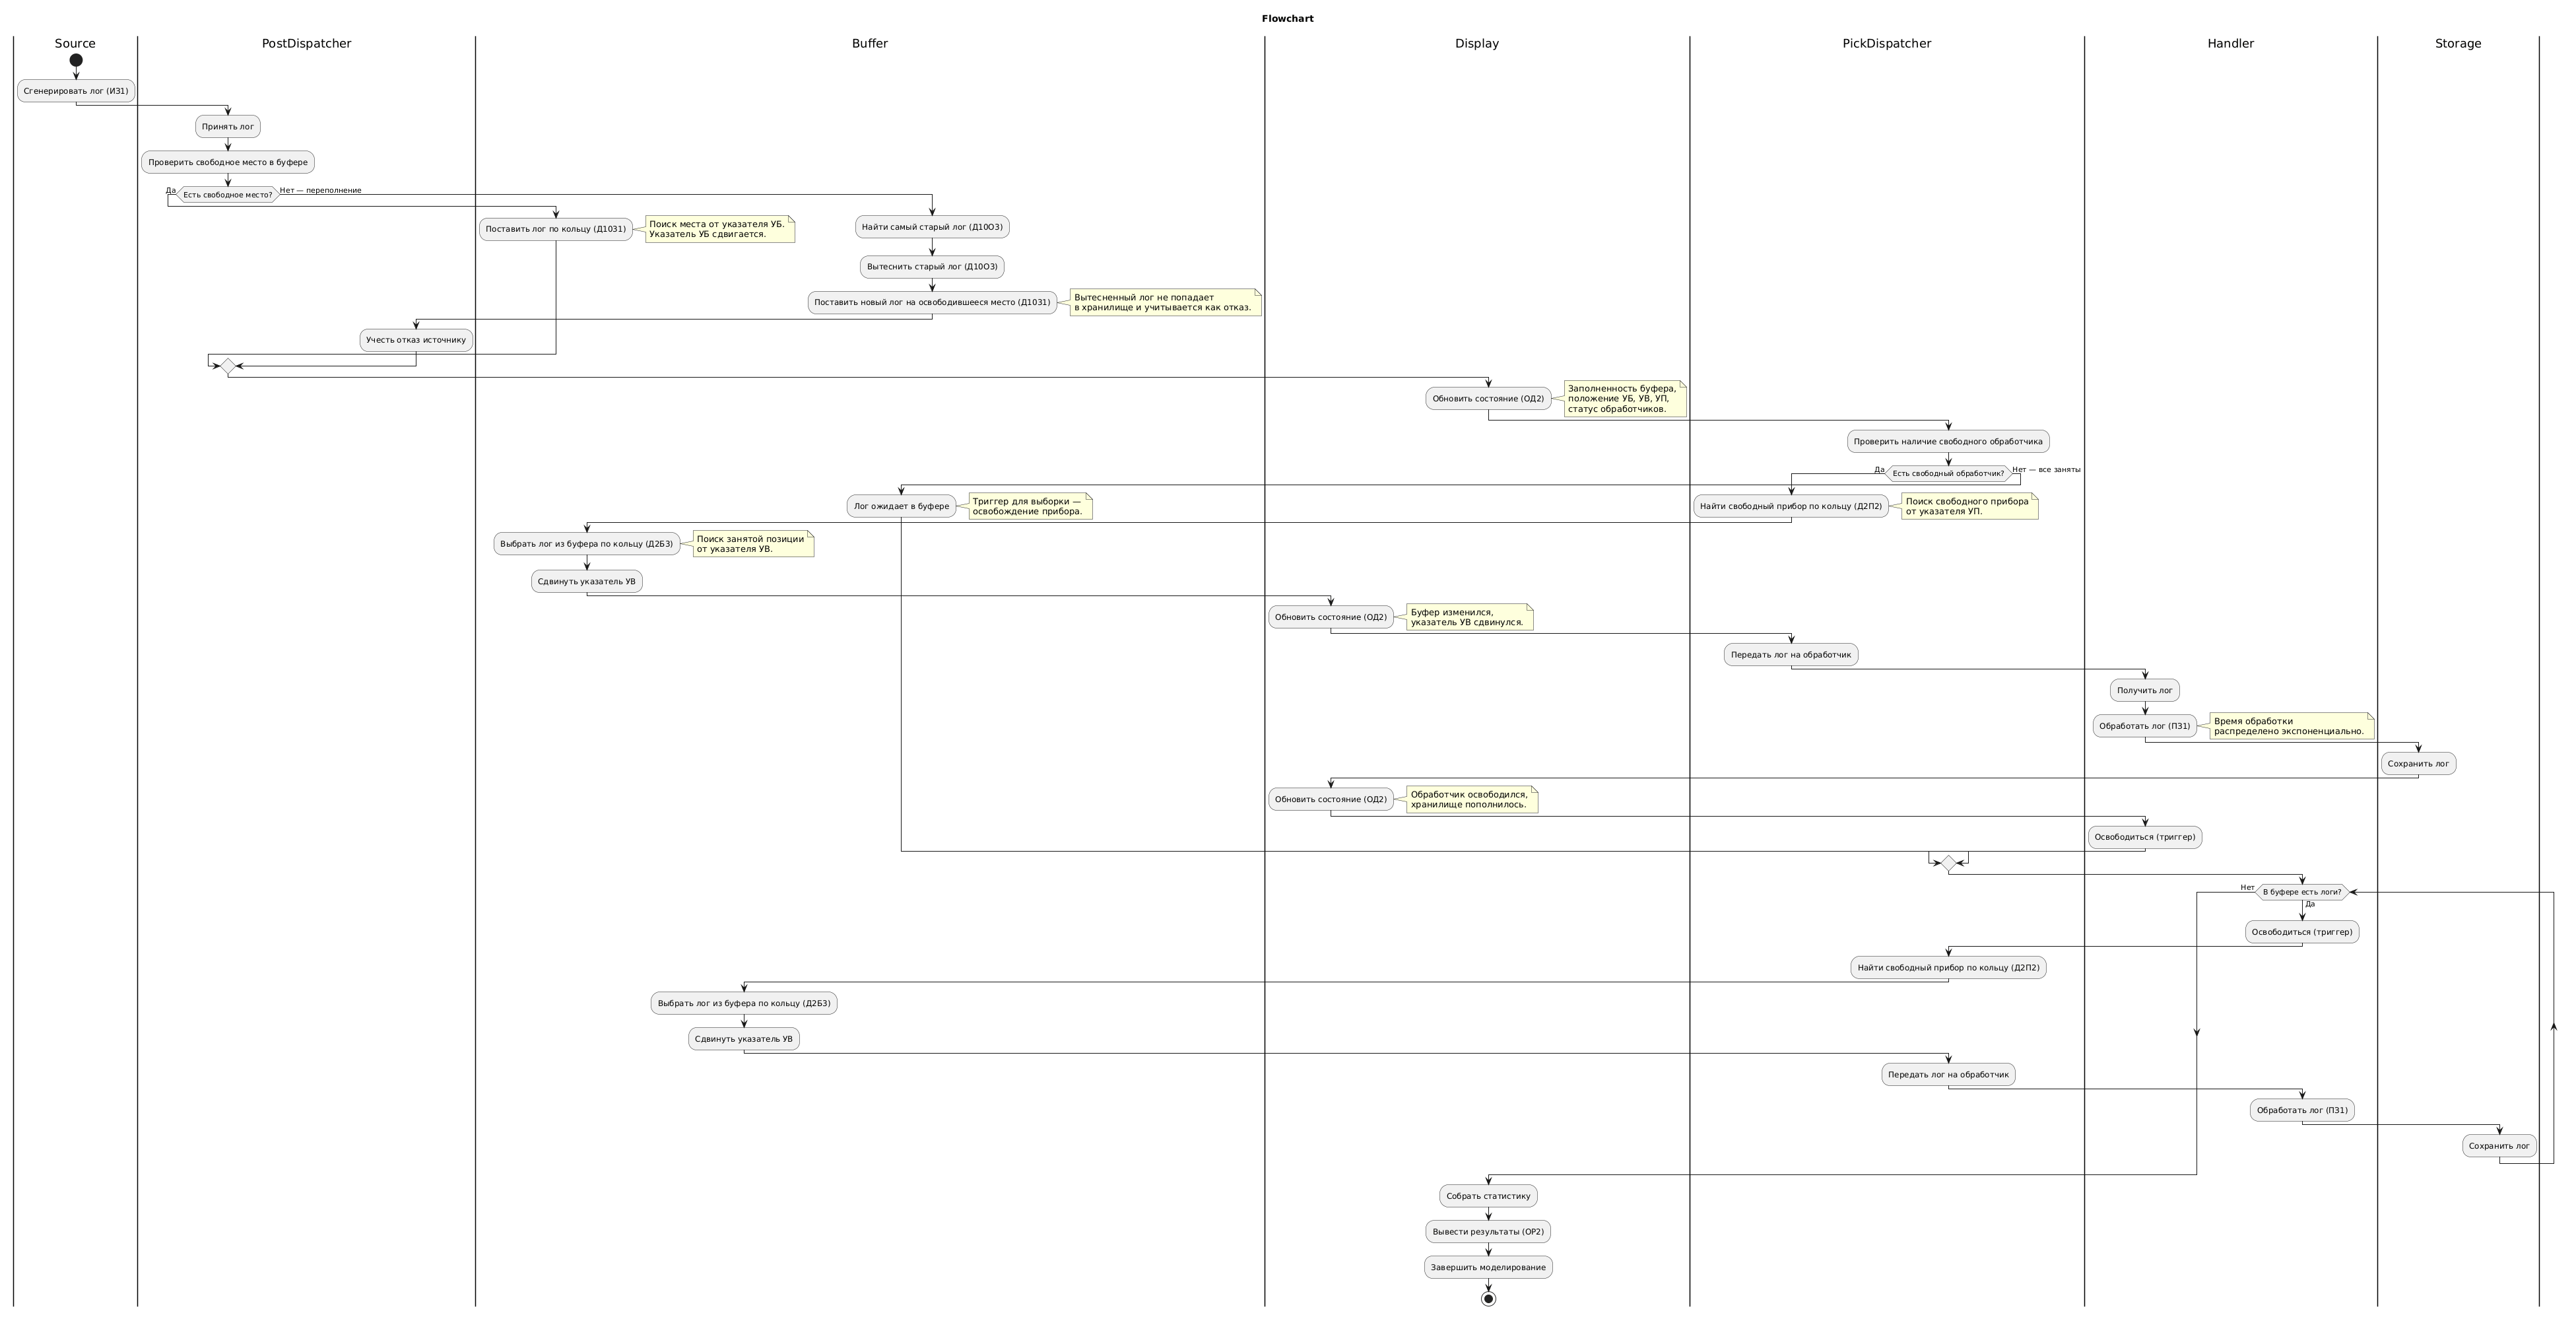 Flowchart
Source
PostDispatcher
Buffer
Display
PickDispatcher
Handler
Storage
Сгенерировать лог (ИЗ1)
Принять лог
Проверить свободное место в буфере
Да
Есть свободное место?
Нет — переполнение
Поставить лог по кольцу (Д1ОЗ1)
Поиск места от указателя УБ.
Указатель УБ сдвигается.
Найти самый старый лог (Д10О3)
Вытеснить старый лог (Д10О3)
Поставить новый лог на освободившееся место (Д1ОЗ1)
Вытесненный лог не попадает
в хранилище и учитывается как отказ.
Учесть отказ источнику
Обновить состояние (ОД2)
Заполненность буфера,
положение УБ, УВ, УП,
статус обработчиков.
Проверить наличие свободного обработчика
Да
Есть свободный обработчик?
Нет — все заняты
Лог ожидает в буфере
Триггер для выборки —
освобождение прибора.
Найти свободный прибор по кольцу (Д2П2)
Поиск свободного прибора
от указателя УП.
Выбрать лог из буфера по кольцу (Д2Б3)
Поиск занятой позиции
от указателя УВ.
Сдвинуть указатель УВ
Обновить состояние (ОД2)
Буфер изменился,
указатель УВ сдвинулся.
Передать лог на обработчик
Получить лог
Обработать лог (ПЗ1)
Время обработки
распределено экспоненциально.
Сохранить лог
Обновить состояние (ОД2)
Обработчик освободился,
хранилище пополнилось.
Освободиться (триггер)
Нет
В буфере есть логи?
Да
Освободиться (триггер)
Найти свободный прибор по кольцу (Д2П2)
Выбрать лог из буфера по кольцу (Д2Б3)
Сдвинуть указатель УВ
Передать лог на обработчик
Обработать лог (ПЗ1)
Сохранить лог
Собрать статистику
Вывести результаты (ОР2)
Завершить моделирование